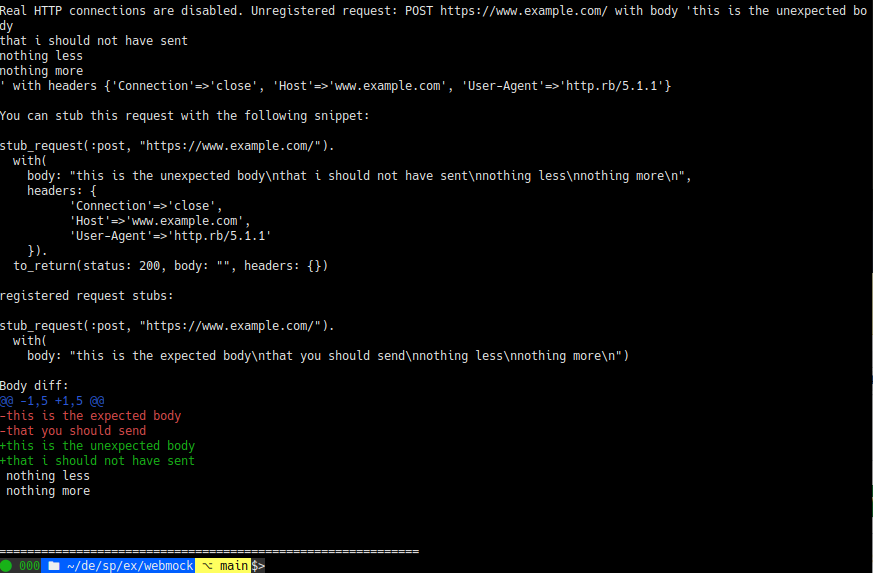 Real HTTP connections are disabled. Unregistered request: POST https://www.example.com/ with body 'this is the unexpected bo
dy
that i should not have sent
nothing less
nothing more
' with headers {'Connection'=>'close', 'Host'=>'www.example.com', 'User-Agent'=>'http.rb/5.1.1'}
You can stub this request with the following snippet:
stub_request(:post, "https://www.example.com/").
with(
body: "this is the unexpected body\nthat i should not have sent\nnothing less\nnothing more\n",
headers: {
'Connection'=>'close',
'Host'=>'www.example.com',
'User-Agent'=>'http.rb/5.1.1'
}).
to_return(status: 200, body: "", headers: {})
registered request stubs:
stub_request(:post, "https://www.example.com/").
with(
body: "this is the expected body\nthat you should send\nnothing less\nnothing more\n")
Body diff:
@@ -1,5 +1,5 @@
-this is the expected body
-that you should send
+this is the unexpected body
+that i should not have sent
nothing less
nothing more
============================================================
000 ~/de/sp/ex/webmock ⌥ main $>